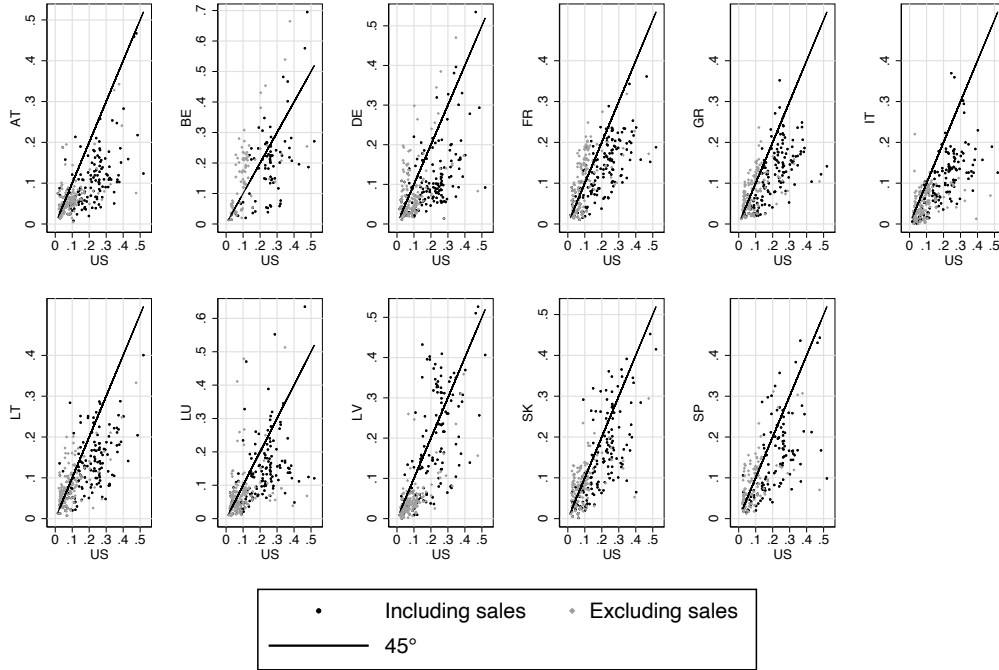 AT
0 .1 .2 .3 .4 .5
0 .1 .2 .3 .4 .5
US
BE
0 .1 .2 .3 .4 .5 .6 .7
0 .1 .2 .3 .4 .5
US
DE
0 .1 .2 .3 .4 .5
0 .1 .2 .3 .4 .5
US
FR
0 .1 .2 .3 .4
0 .1 .2 .3 .4 .5
US
GR
0 .1 .2 .3 .4
0 .1 .2 .3 .4 .5
US
IT
0 .1 .2 .3 .4
0 .1 .2 .3 .4 .5
US
LT
0 .1 .2 .3 .4
0 .1 .2 .3 .4 .5
US
LU
0 .1 .2 .3 .4 .5 .6
0 .1 .2 .3 .4 .5
US
LV
0 .1 .2 .3 .4 .5
0 .1 .2 .3 .4 .5
US
SK
0 .1 .2 .3 .4
0 .1 .2 .3 .4 .5
US
SP
0 .1 .2 .3 .4
0 .1 .2 .3 .4 .5
US
Including sales
Excluding sales
45°